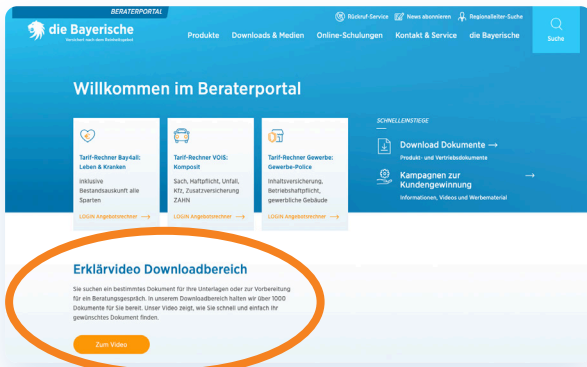 BERATERPORTAL
Rückruf-Service News abonnieren Regionalleiter-Suche
die Bayerische
Versichert nach dem Reinheitsgebot
Produkte Downloads & Medien Online-Schulungen Kontakt & Service die Bayerische
Suche
Willkommen im Beraterportal
Tarif-Rechner Bay4all:
Leben & Kranken
Inklusive
Bestandsauskunft alle
Sparten
LOGIN Angebotsrechner →
Tarif-Rechner VOIS:
Komposit
Sach, Haftpflicht, Unfall,
Kfz, Zusatzversicherung
ZAHN
LOGIN Angebotsrechner →
Tarif-Rechner Gewerbe:
Gewerbe-Police
Inhaltsversicherung,
Betriebshaftpflicht,
gewerbliche Gebäude
LOGIN Angebotsrechner →
SCHNELLEINSTIEGE
Download Dokumente →
Produkt- und Vertriebsdokumente
Kampagnen zur
Kundengewinnung →
Informationen, Videos und Werbematerial
Erklärvideo Downloadbereich
Sie suchen ein bestimmtes Dokument für Ihre Unterlagen oder zur Vorbereitung
für ein Beratungsgespräch. In unserem Downloadbereich halten wir über 1000
Dokumente für Sie bereit. Unser Video zeigt, wie Sie schnell und einfach Ihr
gewünschtes Dokument finden.
Zum Video